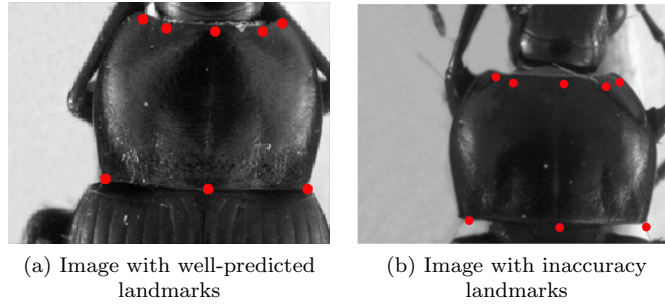 (a) Image with well-predicted
landmarks
(b) Image with inaccuracy
landmarks